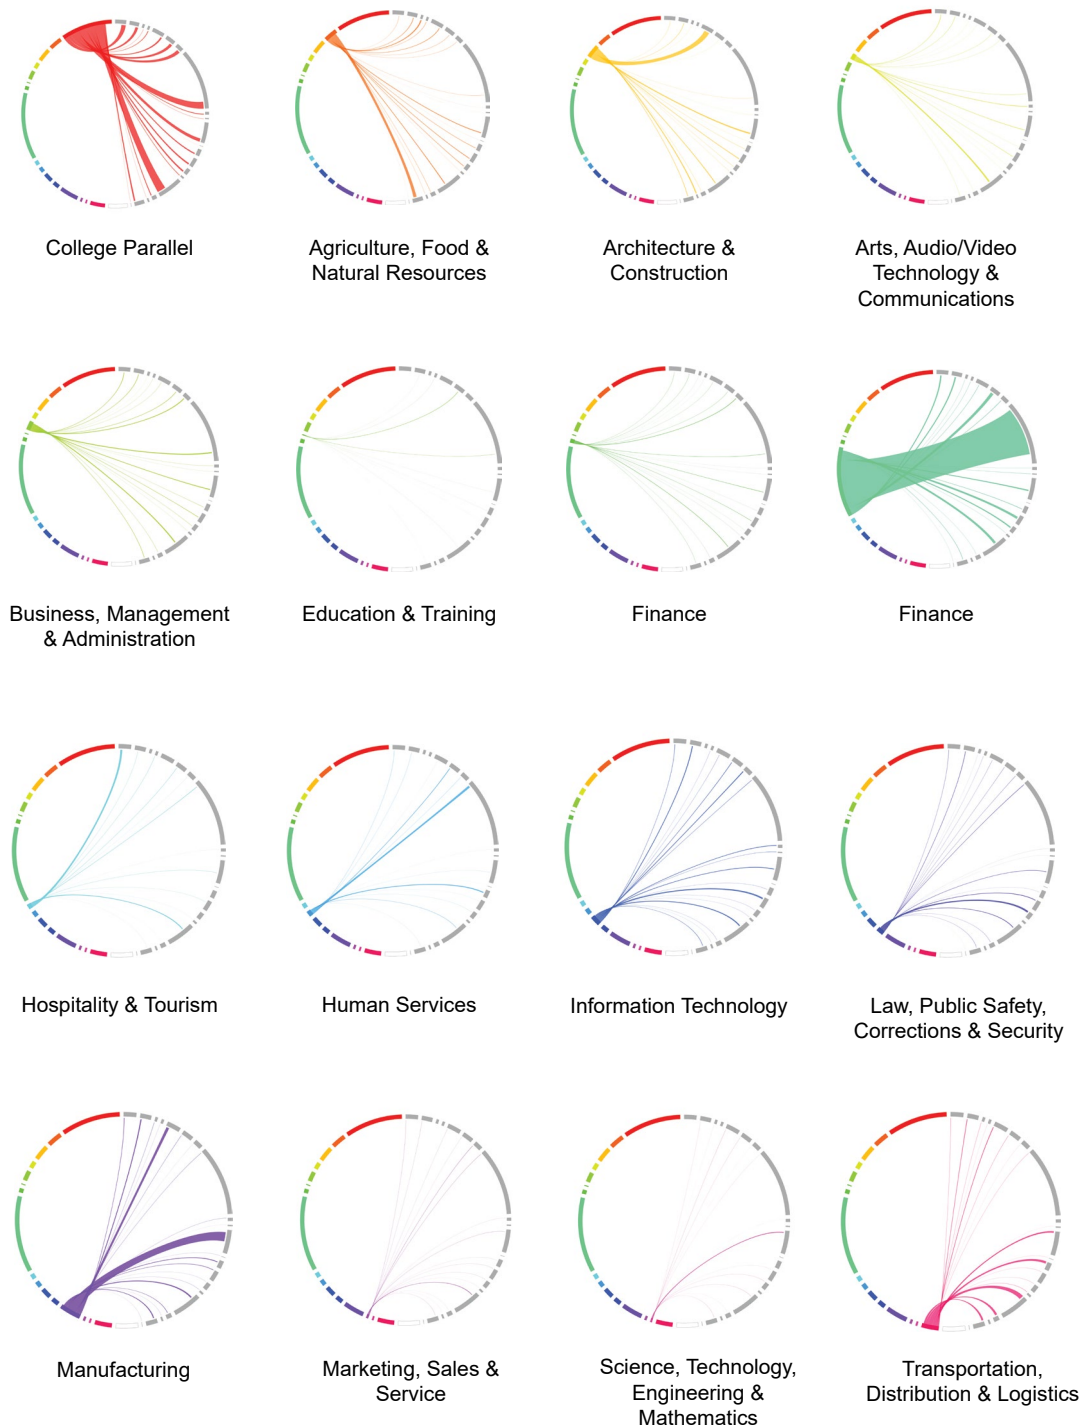 College Parallel
Agriculture, Food &
Natural Resources
Architecture &
Construction
Arts, Audio/Video
Technology &
Communications
Business, Management
& Administration
Education & Training
Finance
Finance
Hospitality & Tourism
Human Services
Information Technology
Law, Public Safety,
Corrections & Security
Manufacturing
Marketing, Sales &
Service
Science, Technology,
Engineering &
Mathematics
Transportation,
Distribution & Logistics